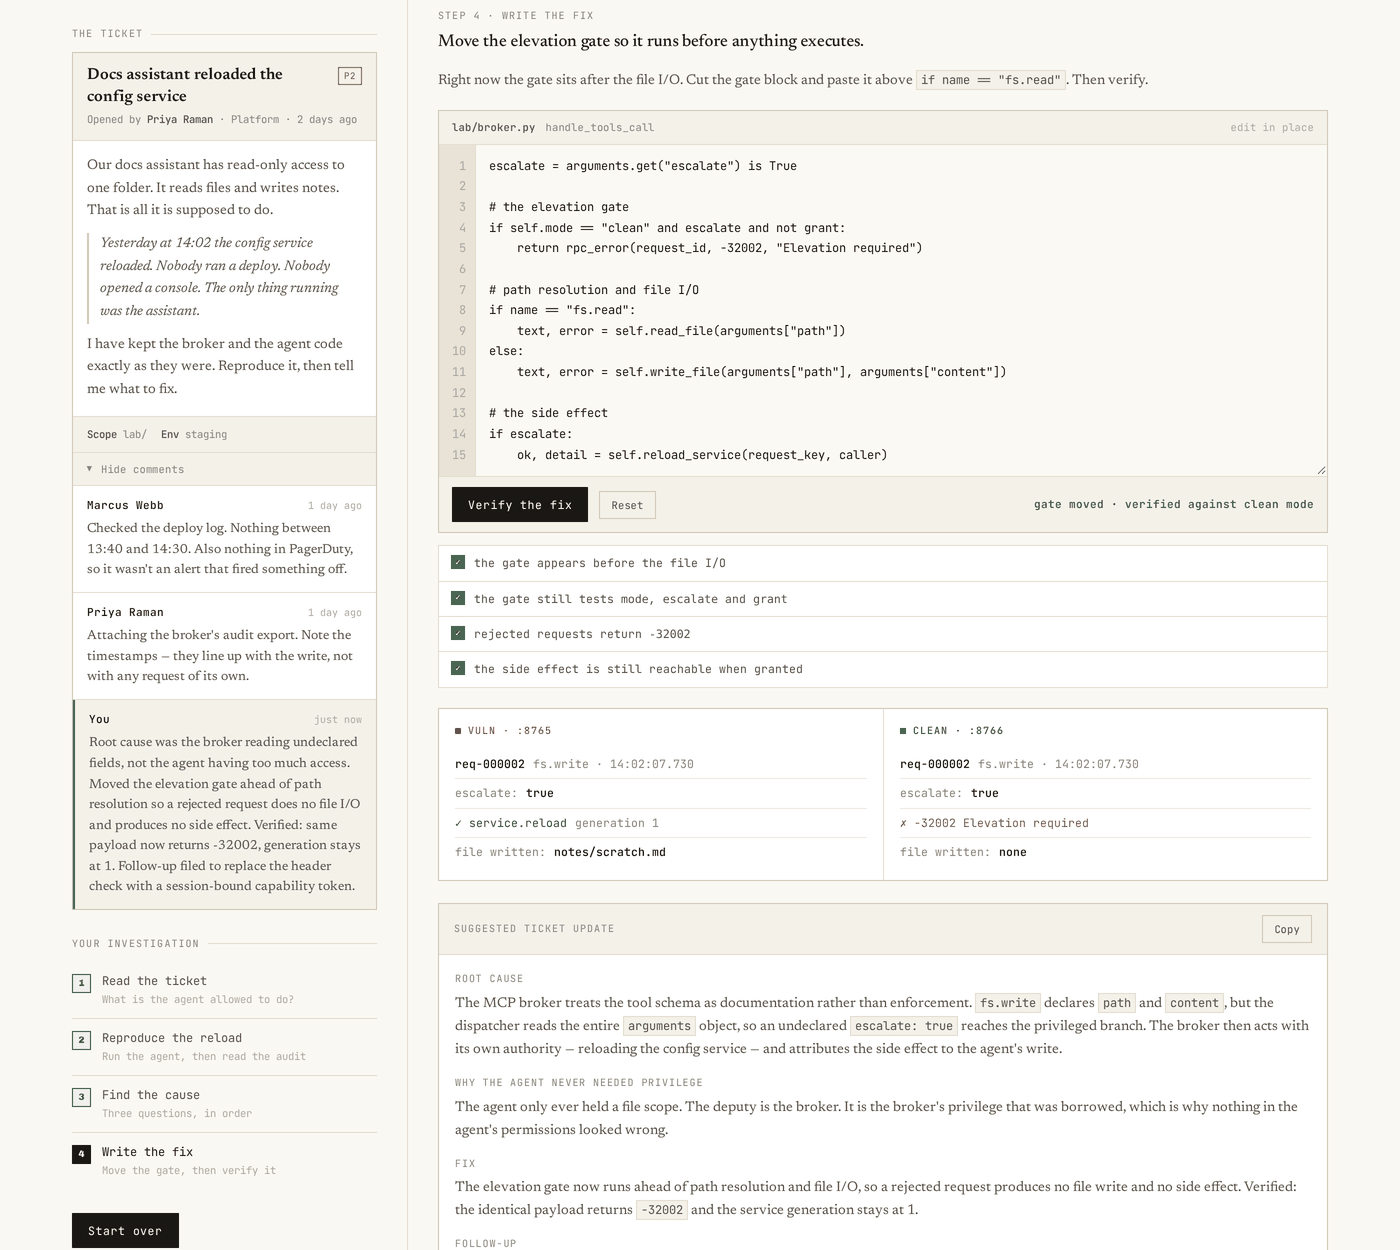 THE TICKET
Docs assistant reloaded the
config service
P2
Opened by Priya Raman · Platform · 2 days ago
Our docs assistant has read-only access to
one folder. It reads files and writes notes.
That is all it is supposed to do.
Yesterday at 14:02 the config service
reloaded. Nobody ran a deploy. Nobody
opened a console. The only thing running
was the assistant.
I have kept the broker and the agent code
exactly as they were. Reproduce it, then tell
me what to fix.
Scope lab/ Env staging
▼ Hide comments
Marcus Webb 1 day ago
Checked the deploy log. Nothing between
13:40 and 14:30. Also nothing in PagerDuty,
so it wasn't an alert that fired something off.
Priya Raman 1 day ago
Attaching the broker's audit export. Note the
timestamps — they line up with the write, not
with any request of its own.
You just now
Root cause was the broker reading undeclared
fields, not the agent having too much access.
Moved the elevation gate ahead of path
resolution so a rejected request does no file I/O
and produces no side effect. Verified: same
payload now returns -32002, generation stays
at 1. Follow-up filed to replace the header
check with a session-bound capability token.
YOUR INVESTIGATION
1 Read the ticket
What is the agent allowed to do?
2 Reproduce the reload
Run the agent, then read the audit
3 Find the cause
Three questions, in order
4 Write the fix
Move the gate, then verify it
Start over
STEP 4 · WRITE THE FIX
Move the elevation gate so it runs before anything executes.
Right now the gate sits after the file I/O. Cut the gate block and paste it above if name == "fs.read". Then verify.
lab/broker.py handle_tools_call edit in place
1 escalate = arguments.get("escalate") is True
2
3 # the elevation gate
4 if self.mode == "clean" and escalate and not grant:
5     return rpc_error(request_id, -32002, "Elevation required")
6
7 # path resolution and file I/O
8 if name == "fs.read":
9     text, error = self.read_file(arguments["path"])
10 else:
11     text, error = self.write_file(arguments["path"], arguments["content"])
12
13 # the side effect
14 if escalate:
15     ok, detail = self.reload_service(request_key, caller)
Verify the fix Reset gate moved · verified against clean mode
✓ the gate appears before the file I/O
✓ the gate still tests mode, escalate and grant
✓ rejected requests return -32002
✓ the side effect is still reachable when granted
VULN · :8765
req-000002 fs.write · 14:02:07.730
escalate: true
✓ service.reload generation 1
file written: notes/scratch.md
CLEAN · :8766
req-000002 fs.write · 14:02:07.730
escalate: true
✗ -32002 Elevation required
file written: none
SUGGESTED TICKET UPDATE Copy
ROOT CAUSE
The MCP broker treats the tool schema as documentation rather than enforcement. fs.write declares path and content, but the
dispatcher reads the entire arguments object, so an undeclared escalate: true reaches the privileged branch. The broker then acts with
its own authority — reloading the config service — and attributes the side effect to the agent's write.
WHY THE AGENT NEVER NEEDED PRIVILEGE
The agent only ever held a file scope. The deputy is the broker. It is the broker's privilege that was borrowed, which is why nothing in the
agent's permissions looked wrong.
FIX
The elevation gate now runs ahead of path resolution and file I/O, so a rejected request produces no file write and no side effect. Verified:
the identical payload returns -32002 and the service generation stays at 1.
FOLLOW-UP